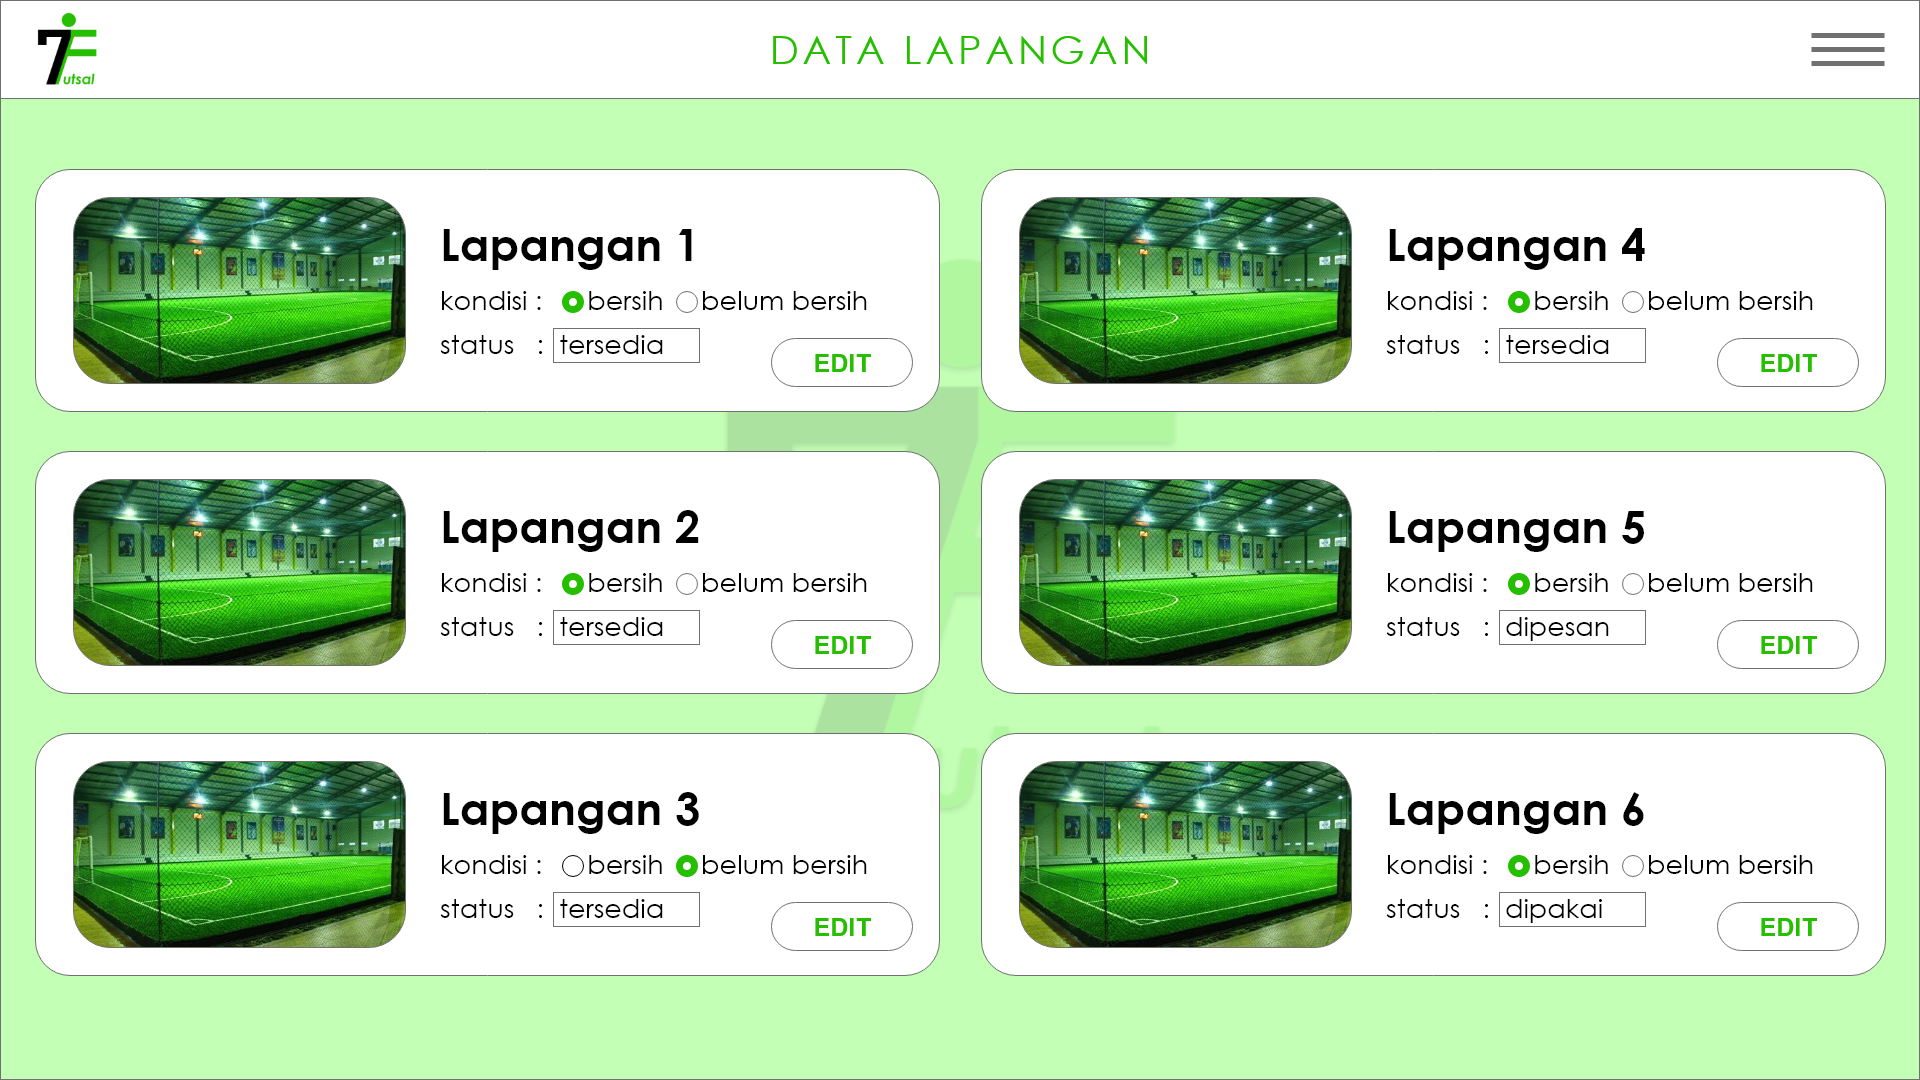 7F utsal
DATA LAPANGAN
Lapangan 1
kondisi : bersih belum bersih
status : tersedia
EDIT
Lapangan 4
kondisi : bersih belum bersih
status : tersedia
EDIT
Lapangan 2
kondisi : bersih belum bersih
status : tersedia
EDIT
Lapangan 5
kondisi : bersih belum bersih
status : dipesan
EDIT
Lapangan 3
kondisi : bersih belum bersih
status : tersedia
EDIT
Lapangan 6
kondisi : bersih belum bersih
status : dipakai
EDIT